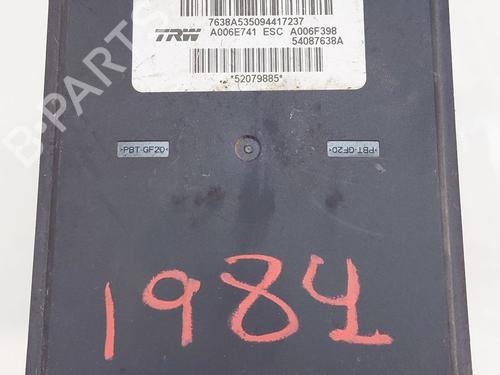 7638A535094417237
TRW A006E741 ESC A006F398
54087638A
*52079885*
>PBT-GF20< >PBT-GF20<
1984
B-PARTS